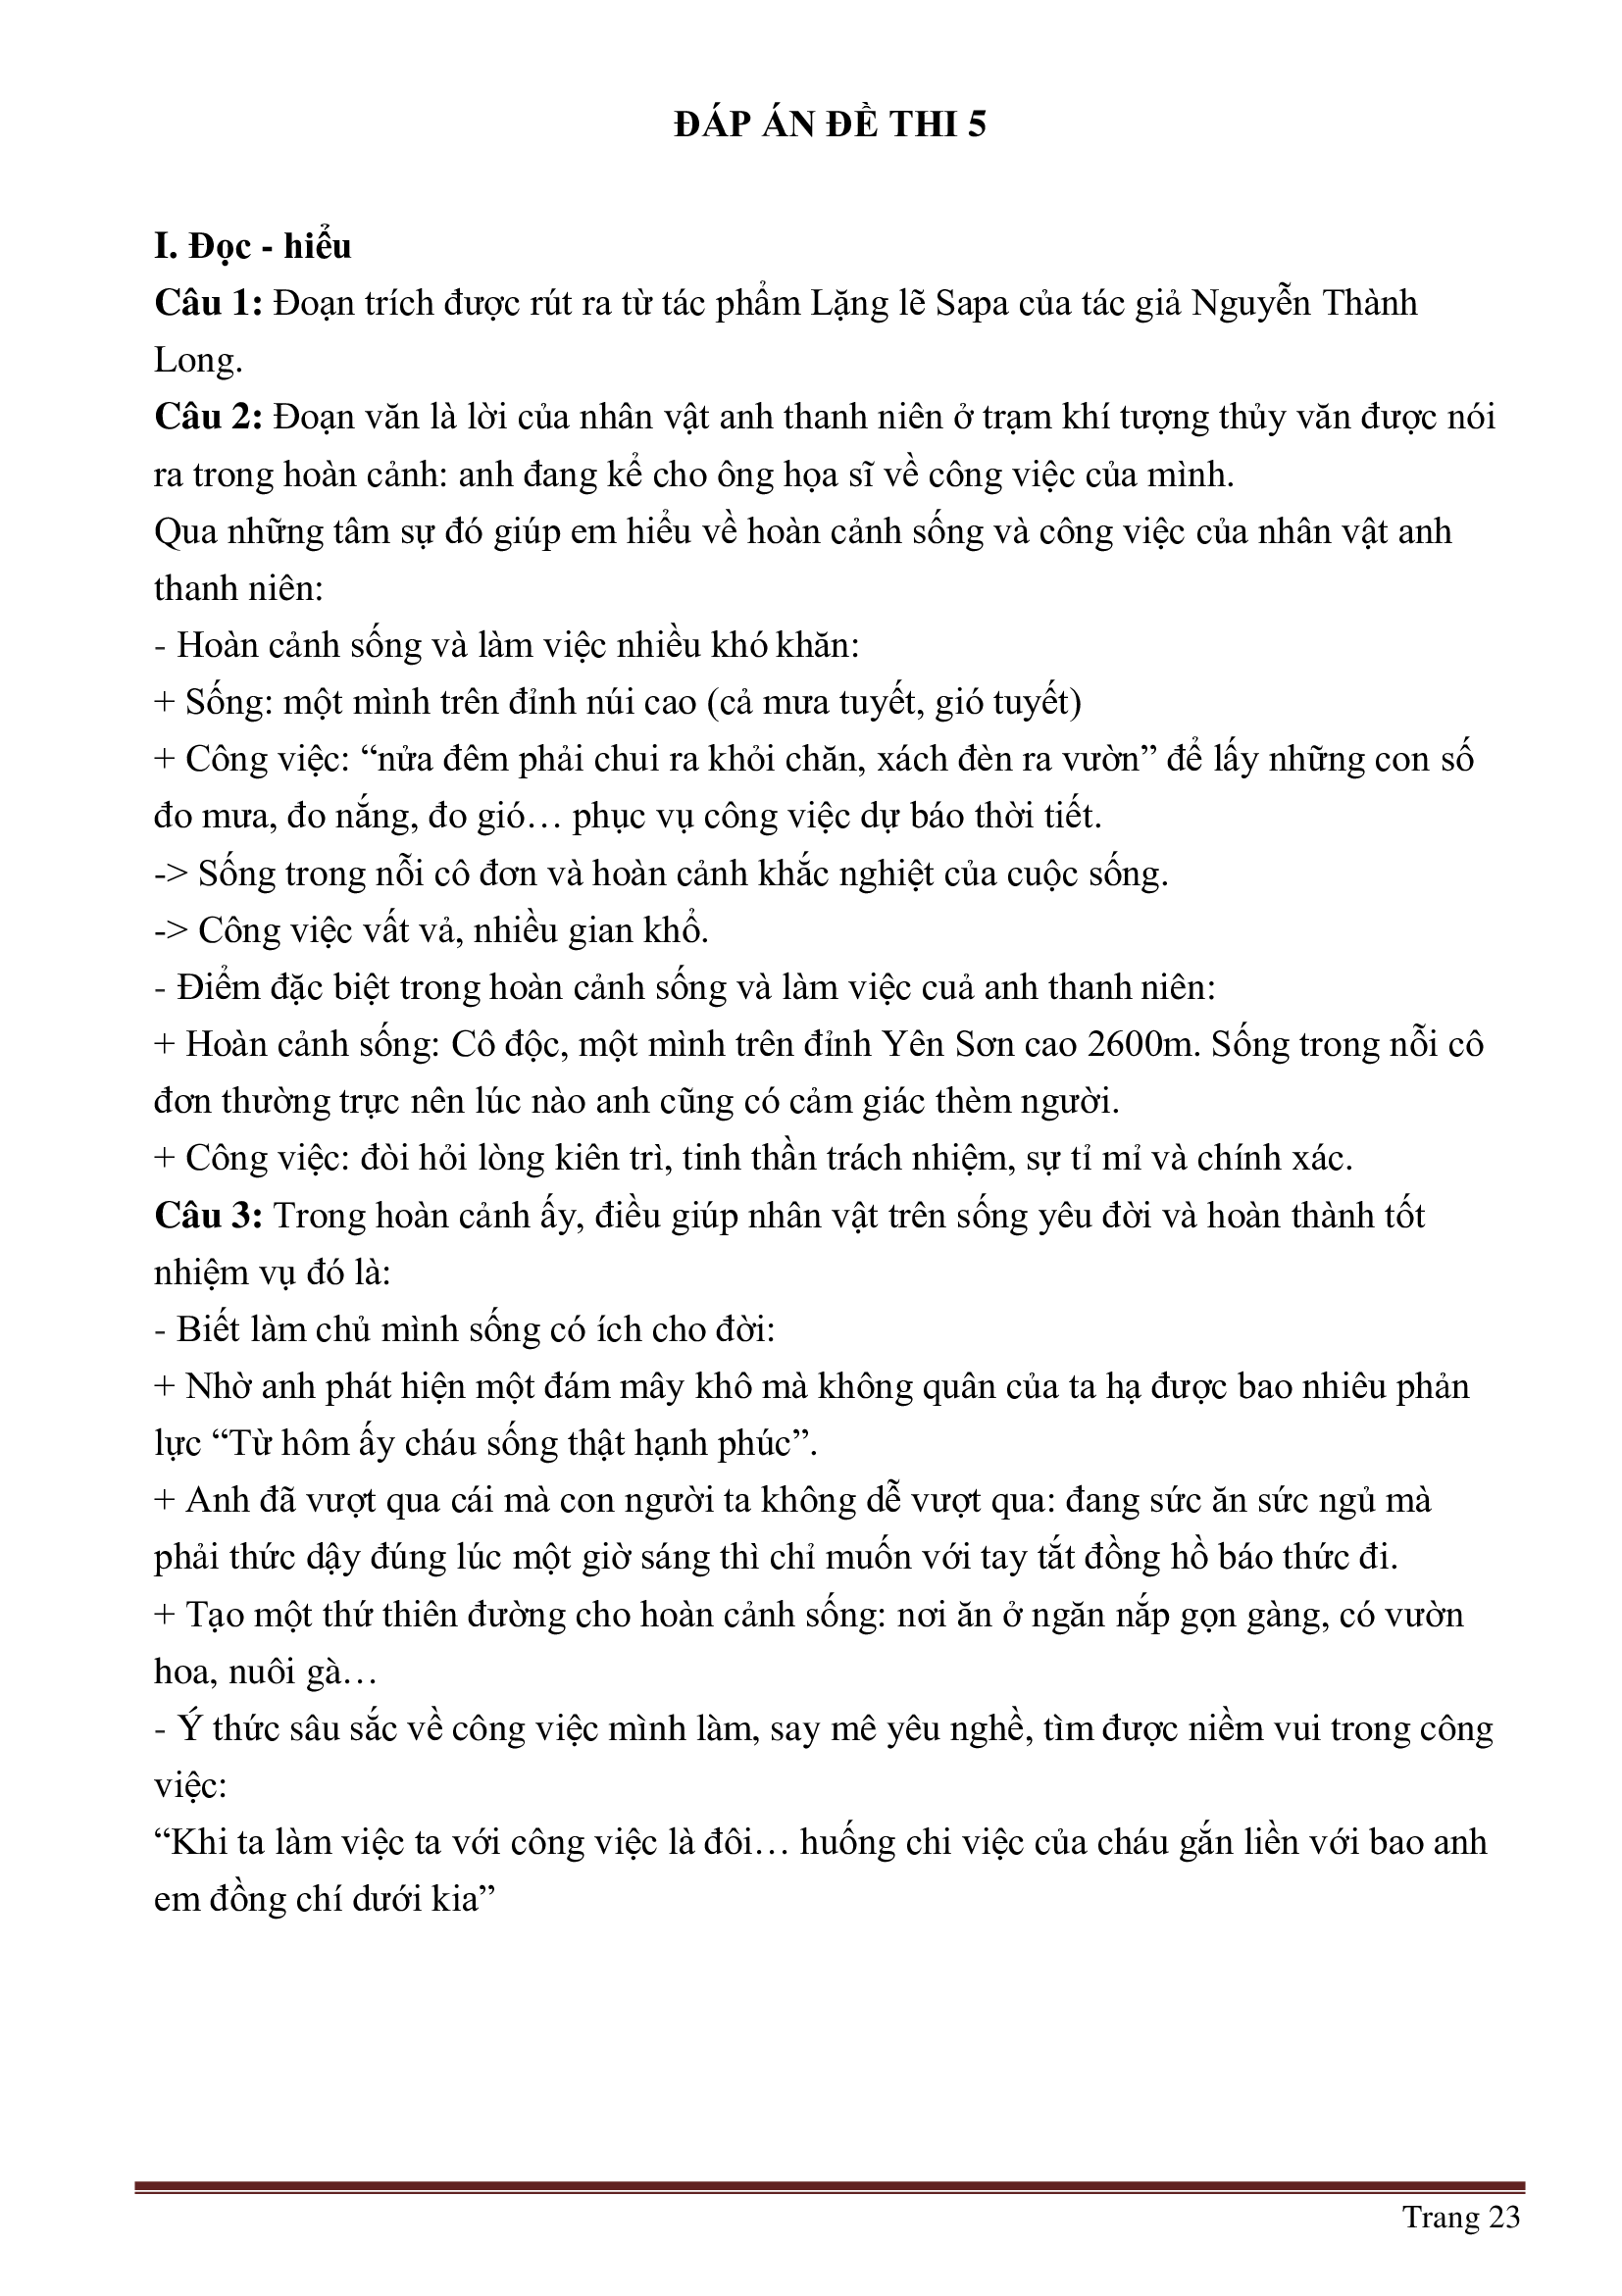 ĐÁP ÁN ĐỀ THI 5
I. Đọc - hiểu
Câu 1: Đoạn trích được rút ra từ tác phẩm Lặng lẽ Sapa của tác giả Nguyễn Thành
Long.
Câu 2: Đoạn văn là lời của nhân vật anh thanh niên ở trạm khí tượng thủy văn được nói
ra trong hoàn cảnh: anh đang kể cho ông họa sĩ về công việc của mình.
Qua những tâm sự đó giúp em hiểu về hoàn cảnh sống và công việc của nhân vật anh
thanh niên:
- Hoàn cảnh sống và làm việc nhiều khó khăn:
+ Sống: một mình trên đỉnh núi cao (cả mưa tuyết, gió tuyết)
+ Công việc: “nửa đêm phải chui ra khỏi chăn, xách đèn ra vườn” để lấy những con số
đo mưa, đo nắng, đo gió… phục vụ công việc dự báo thời tiết.
-> Sống trong nỗi cô đơn và hoàn cảnh khắc nghiệt của cuộc sống.
-> Công việc vất vả, nhiều gian khổ.
- Điểm đặc biệt trong hoàn cảnh sống và làm việc cuả anh thanh niên:
+ Hoàn cảnh sống: Cô độc, một mình trên đỉnh Yên Sơn cao 2600m. Sống trong nỗi cô
đơn thường trực nên lúc nào anh cũng có cảm giác thèm người.
+ Công việc: đòi hỏi lòng kiên trì, tinh thần trách nhiệm, sự tỉ mỉ và chính xác.
Câu 3: Trong hoàn cảnh ấy, điều giúp nhân vật trên sống yêu đời và hoàn thành tốt
nhiệm vụ đó là:
- Biết làm chủ mình sống có ích cho đời:
+ Nhờ anh phát hiện một đám mây khô mà không quân của ta hạ được bao nhiêu phản
lực “Từ hôm ấy cháu sống thật hạnh phúc”.
+ Anh đã vượt qua cái mà con người ta không dễ vượt qua: đang sức ăn sức ngủ mà
phải thức dậy đúng lúc một giờ sáng thì chỉ muốn với tay tắt đồng hồ báo thức đi.
+ Tạo một thứ thiên đường cho hoàn cảnh sống: nơi ăn ở ngăn nắp gọn gàng, có vườn
hoa, nuôi gà…
- Ý thức sâu sắc về công việc mình làm, say mê yêu nghề, tìm được niềm vui trong công
việc:
“Khi ta làm việc ta với công việc là đôi… huống chi việc của cháu gắn liền với bao anh
em đồng chí dưới kia”
Trang 23